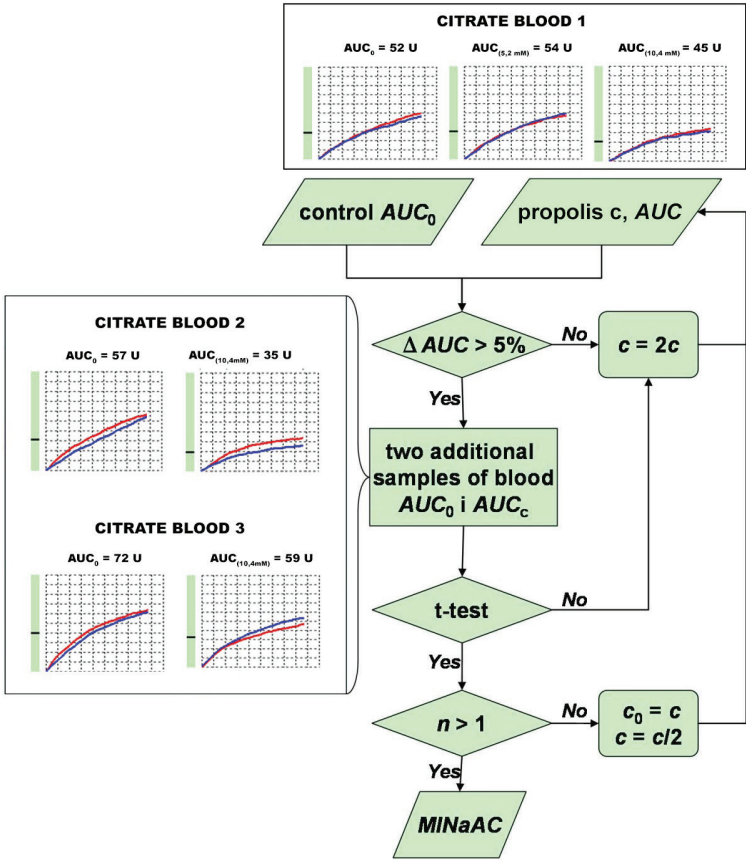 CITRATE BLOOD 1
AUC0 = 52 U
AUC(5,2 mM) = 54 U
AUC(10,4 mM) = 45 U
control AUC0
propolis c, AUC
CITRATE BLOOD 2
AUC0 = 57 U
AUC(10,4mM) = 35 U
Δ AUC > 5%
No
c = 2c
Yes
two additional
samples of blood
AUC0 i AUCc
CITRATE BLOOD 3
AUC0 = 72 U
AUC(10,4mM) = 59 U
t-test
No
Yes
n > 1
No
c0 = c
c = c/2
Yes
MINaAC